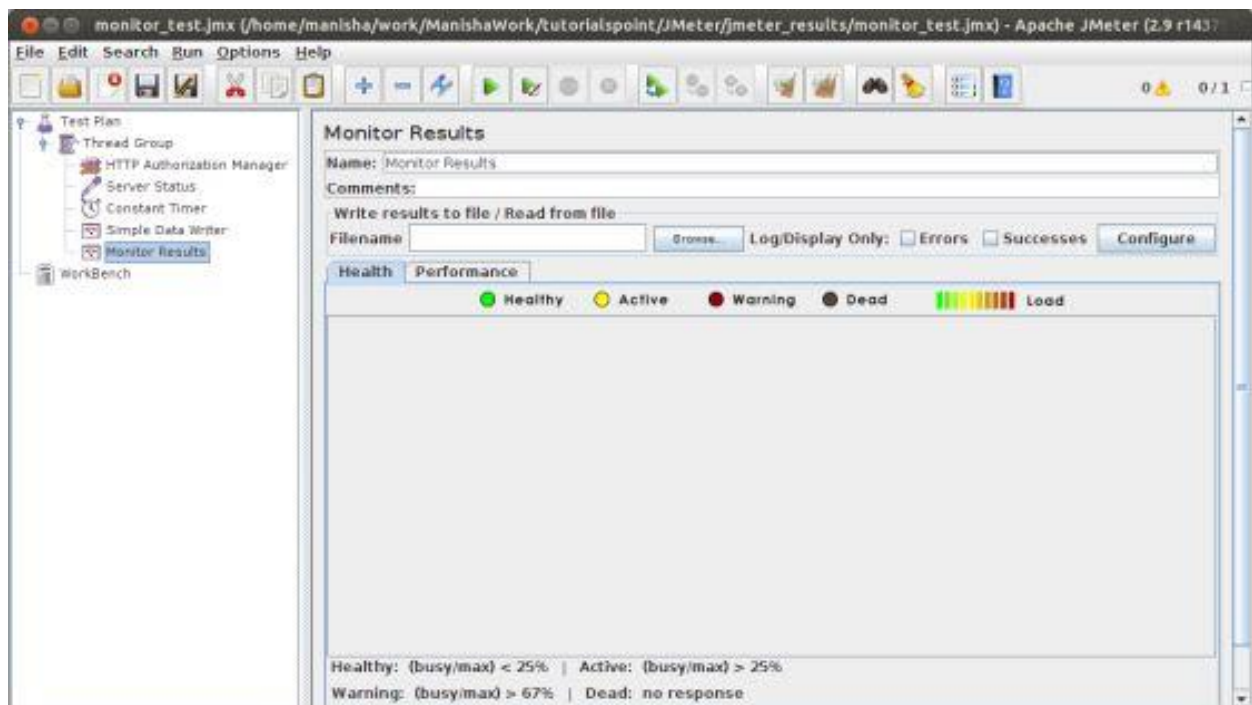 monitor_test.jmx (/home/manisha/work/ManishaWork/tutorialspoint/JMeter/jmeter_results/monitor_test.jmx) - Apache JMeter (2.9 r1437
File Edit Search Run Options Help
0 0/1
Test Plan
Thread Group
HTTP Authorization Manager
Server Status
Constant Timer
Simple Data Writer
Monitor Results
WorkBench
Monitor Results
Name: Monitor Results
Comments:
Write results to file / Read from file
Filename Browse... Log/Display Only: Errors Successes Configure
Health Performance
Healthy Active Warning Dead Load
Healthy: (busy/max) < 25% | Active: (busy/max) > 25%
Warning: (busy/max) > 67% | Dead: no response